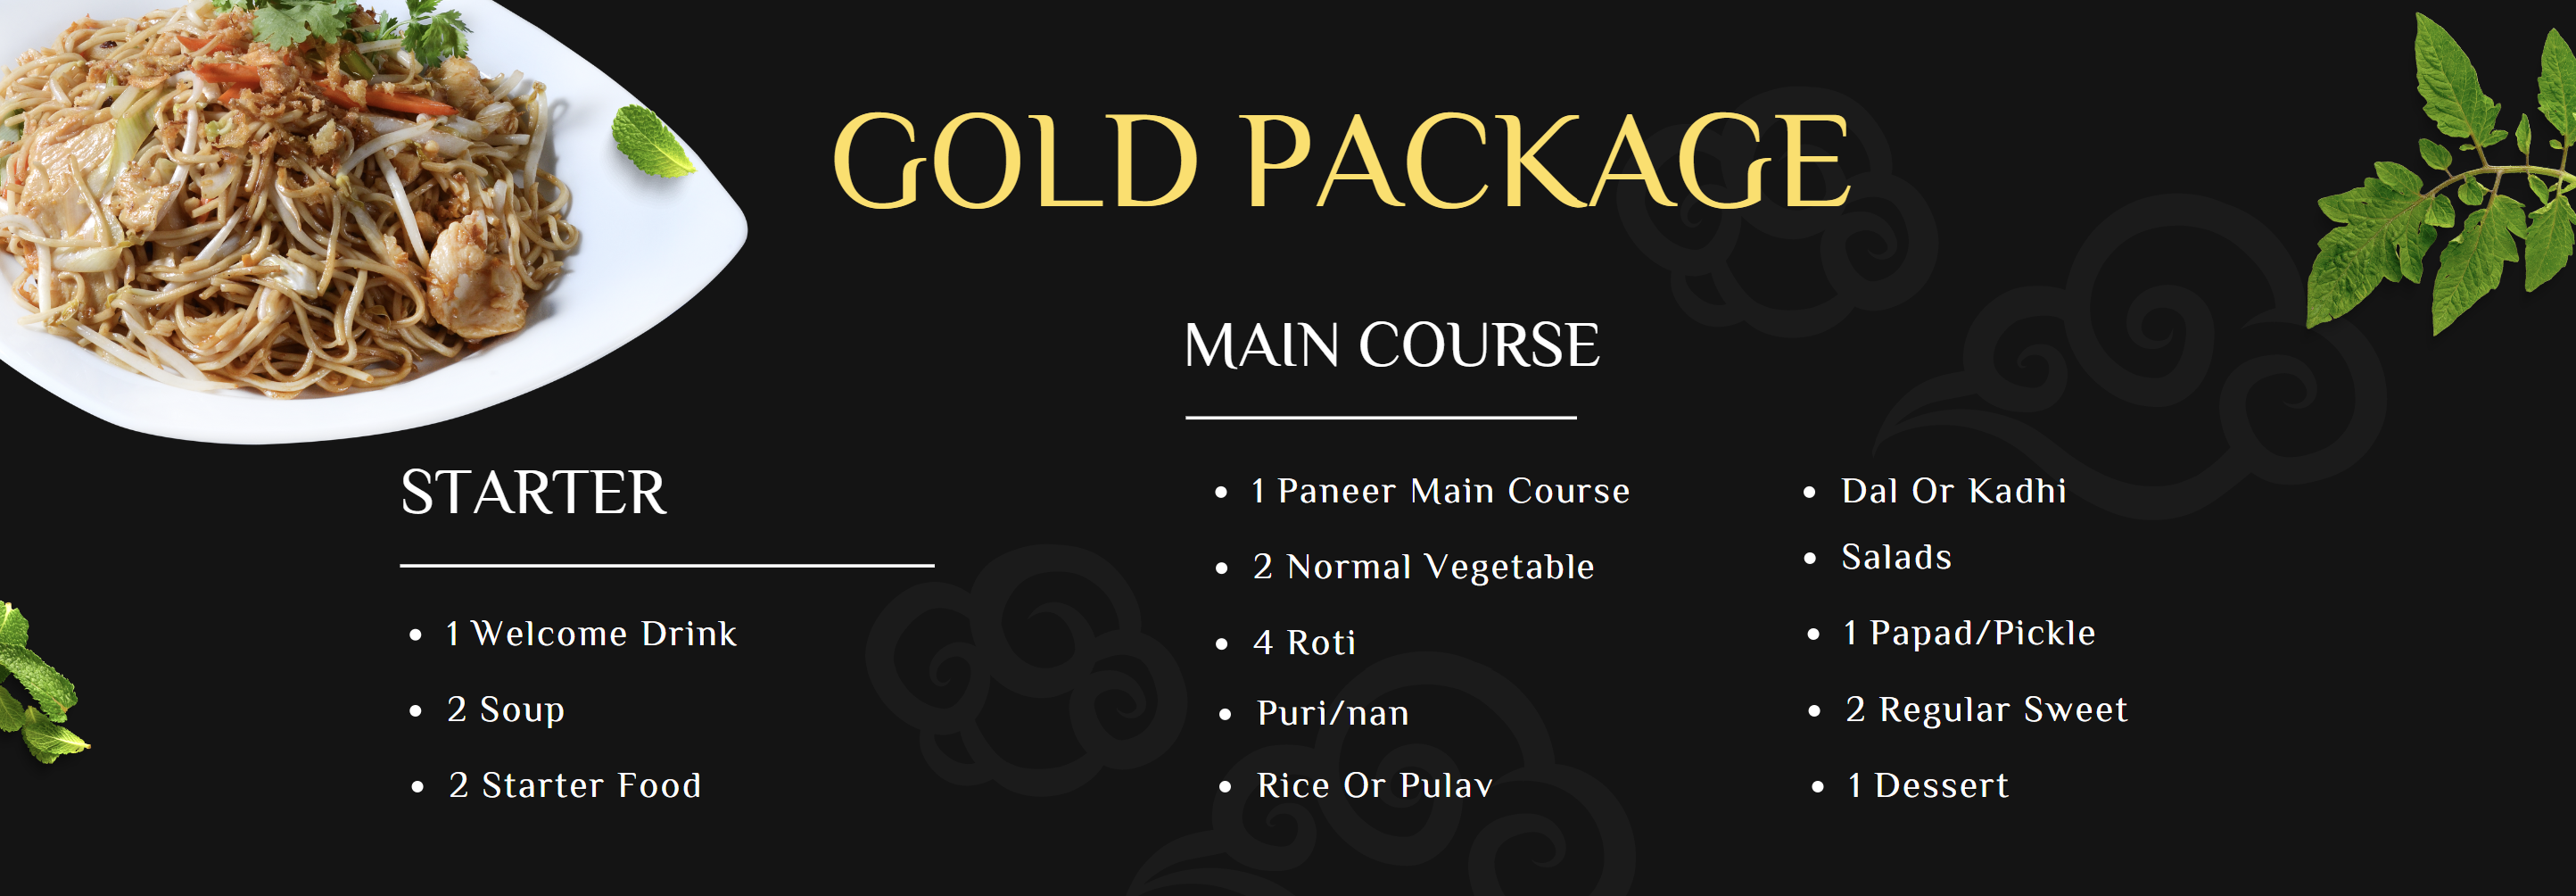 GOLD PACKAGE
STARTER
1 Welcome Drink
2 Soup
2 Starter Food
MAIN COURSE
1 Paneer Main Course
2 Normal Vegetable
4 Roti
Puri/nan
Rice Or Pulav
Dal Or Kadhi
Salads
1 Papad/Pickle
2 Regular Sweet
1 Dessert